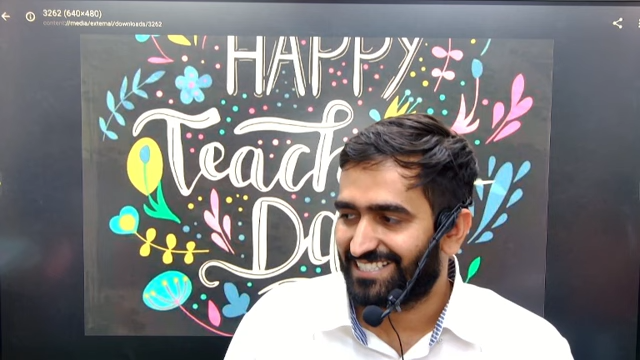 3262 (640×480)
content://media/external/downloads/3262
HAPPY
Teach
Da